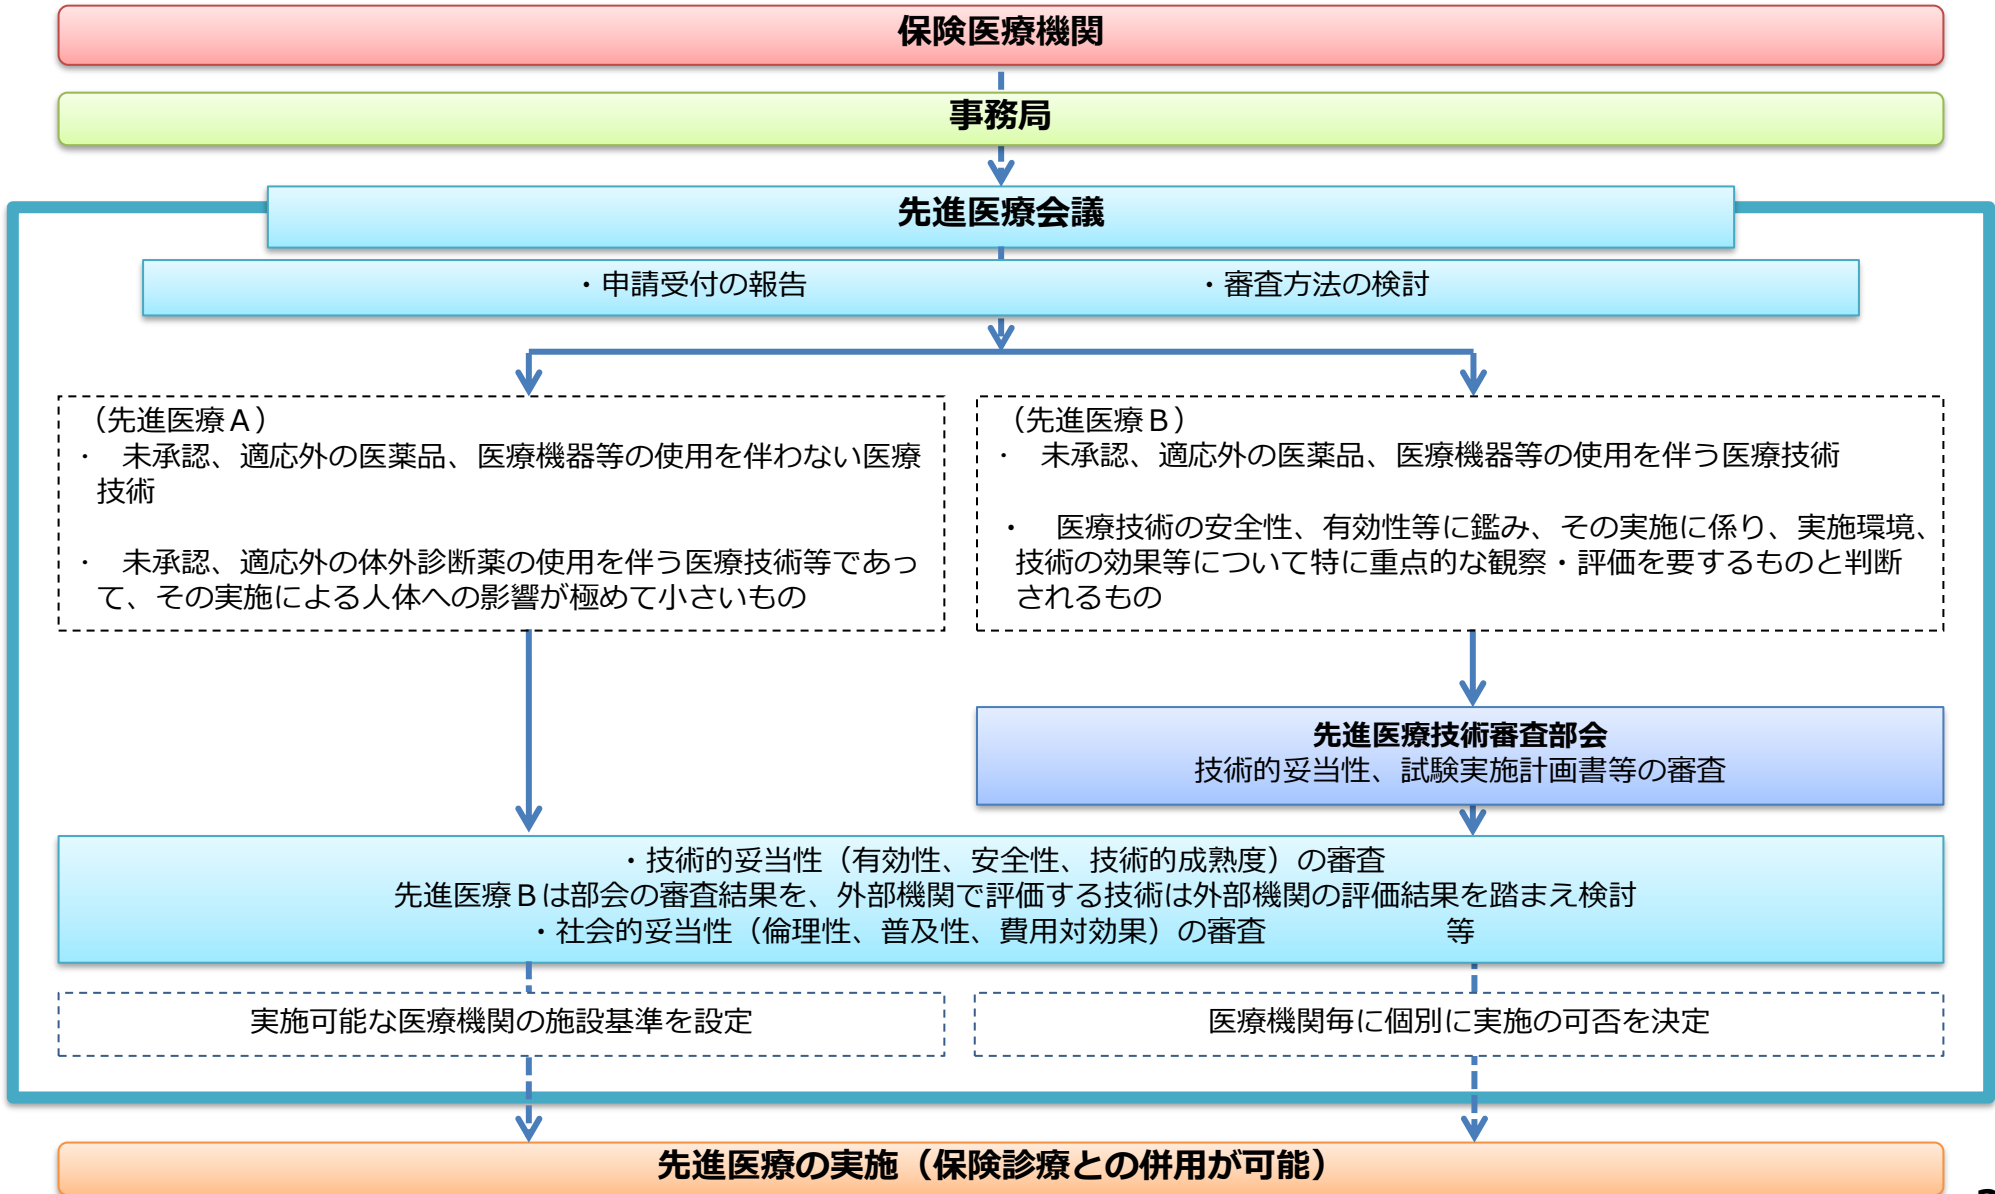 保険医療機関
事務局
先進医療会議
・申請受付の報告 ・審査方法の検討
（先進医療Ａ）
・ 未承認、適応外の医薬品、医療機器等の使用を伴わない医療
技術
・ 未承認、適応外の体外診断薬の使用を伴う医療技術等であっ
て、その実施による人体への影響が極めて小さいもの
（先進医療Ｂ）
・ 未承認、適応外の医薬品、医療機器等の使用を伴う医療技術
・ 医療技術の安全性、有効性等に鑑み、その実施に係り、実施環境、
技術の効果等について特に重点的な観察・評価を要するものと判断
されるもの
先進医療技術審査部会
技術的妥当性、試験実施計画書等の審査
・技術的妥当性（有効性、安全性、技術的成熟度）の審査
先進医療Ｂは部会の審査結果を、外部機関で評価する技術は外部機関の評価結果を踏まえ検討
・社会的妥当性（倫理性、普及性、費用対効果）の審査 等
実施可能な医療機関の施設基準を設定
医療機関毎に個別に実施の可否を決定
先進医療の実施（保険診療との併用が可能）